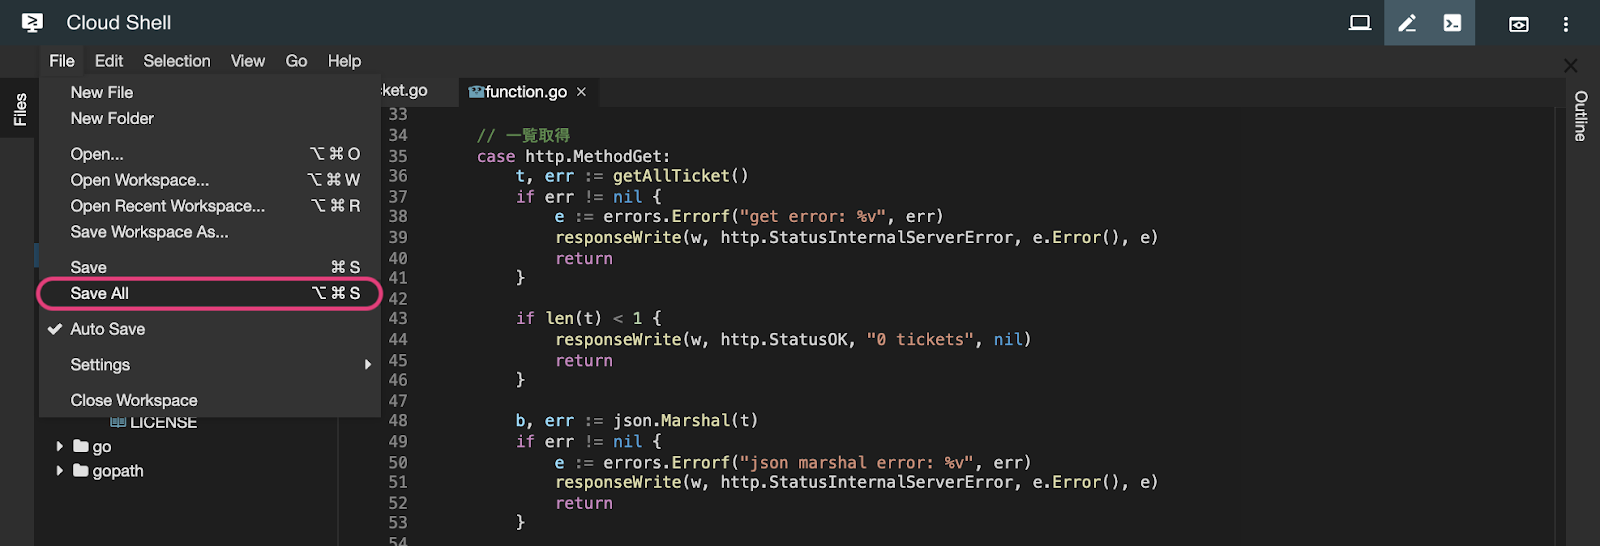 Cloud Shell
File Edit Selection View Go Help
Files
New File
New Folder
Open... ⌥ ⌘ O
Open Workspace... ⌥ ⌘ W
Open Recent Workspace... ⌥ ⌘ R
Save Workspace As...
Save ⌘ S
Save All ⌥ ⌘ S
✓ Auto Save
Settings
Close Workspace
LICENSE
go
gopath
ket.go function.go ×
33
34 // 一覧取得
35 case http.MethodGet:
36 t, err := getAllTicket()
37 if err != nil {
38 e := errors.Errorf("get error: %v", err)
39 responseWrite(w, http.StatusInternalServerError, e.Error(), e)
40 return
41 }
42
43 if len(t) < 1 {
44 responseWrite(w, http.StatusOK, "0 tickets", nil)
45 return
46 }
47
48 b, err := json.Marshal(t)
49 if err != nil {
50 e := errors.Errorf("json marshal error: %v", err)
51 responseWrite(w, http.StatusInternalServerError, e.Error(), e)
52 return
53 }
54
Outline